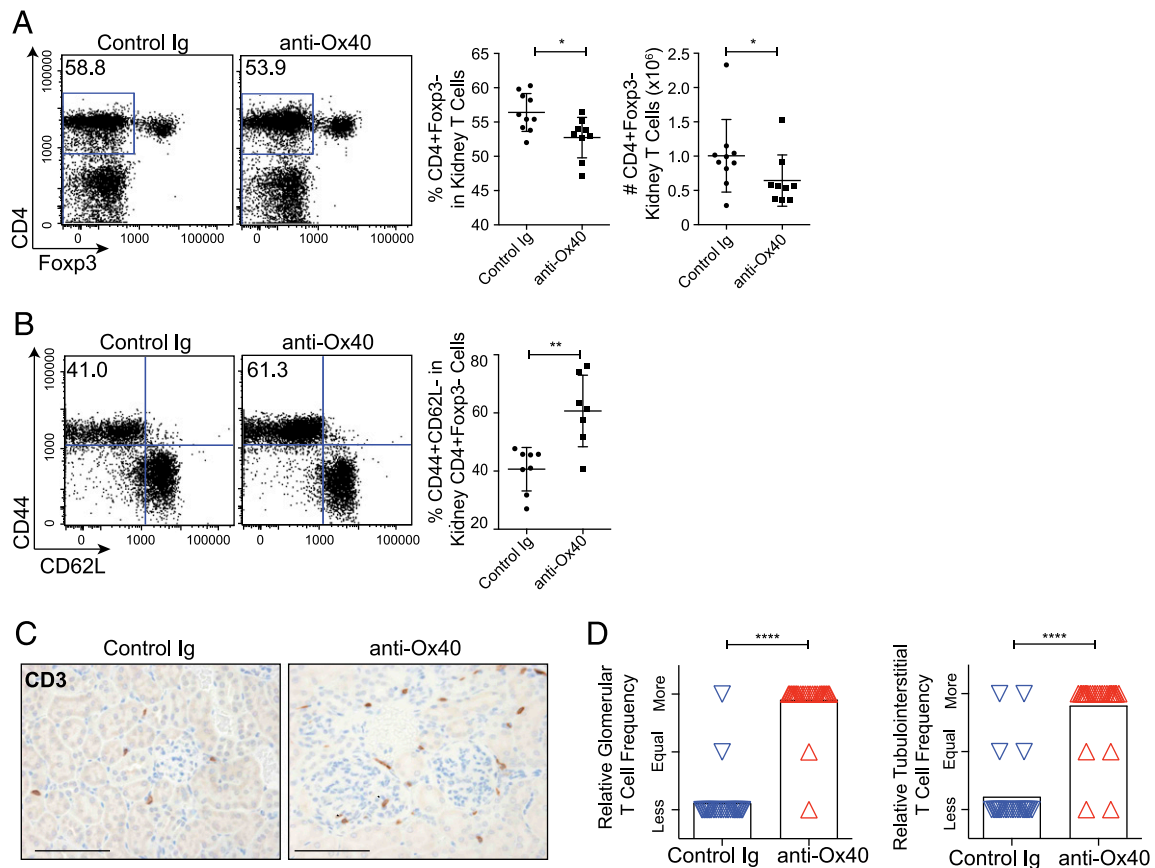 A
Control Ig
anti-Ox40
58.8
53.9
100000
1000
0
CD4
0
1000
100000
0
1000
100000
Foxp3
% CD4+Foxp3-
in Kidney T Cells
65
60
55
50
45
40
*
Control Ig
anti-Ox40
# CD4+Foxp3-
Kidney T Cells (x10⁶)
2.5
2.0
1.5
1.0
0.5
0
*
Control Ig
anti-Ox40
B
Control Ig
anti-Ox40
41.0
61.3
100000
1000
0
CD44
0
1000
100000
0
1000
100000
CD62L
% CD44+CD62L- in
Kidney CD4+Foxp3- Cells
80
60
40
20
**
Control Ig
anti-Ox40
C
Control Ig
anti-Ox40
CD3
D
Relative Glomerular
T Cell Frequency
More
Equal
Less
****
Control Ig
anti-Ox40
Relative Tubulointerstitial
T Cell Frequency
More
Equal
Less
****
Control Ig
anti-Ox40